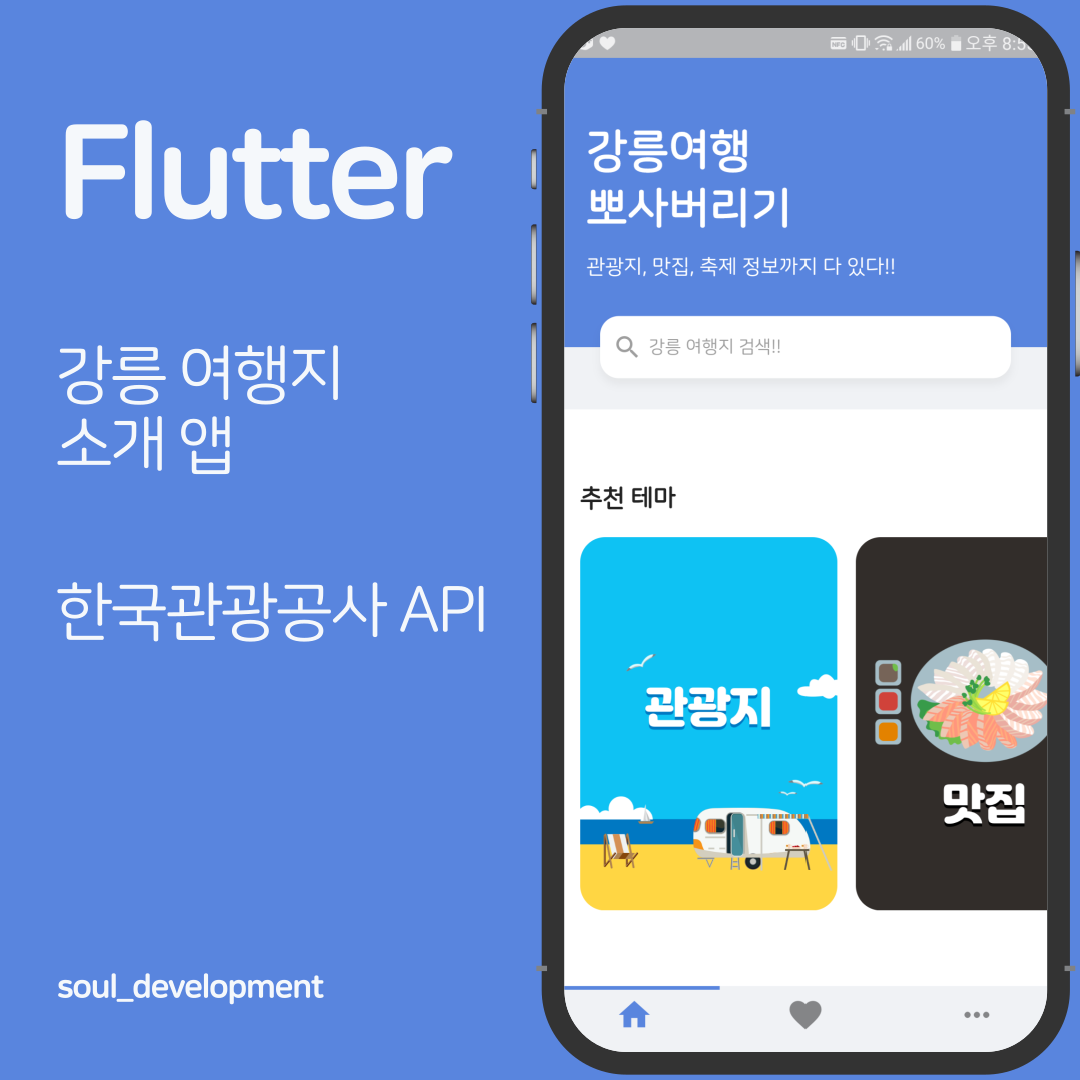 Flutter
강릉 여행지
소개 앱
한국관광공사 API
soul_development
60% 오후
강릉여행
뽀사버리기
관광지, 맛집, 축제 정보까지 다 있다!!
강릉 여행지 검색!!
추천 테마
관광지
맛집